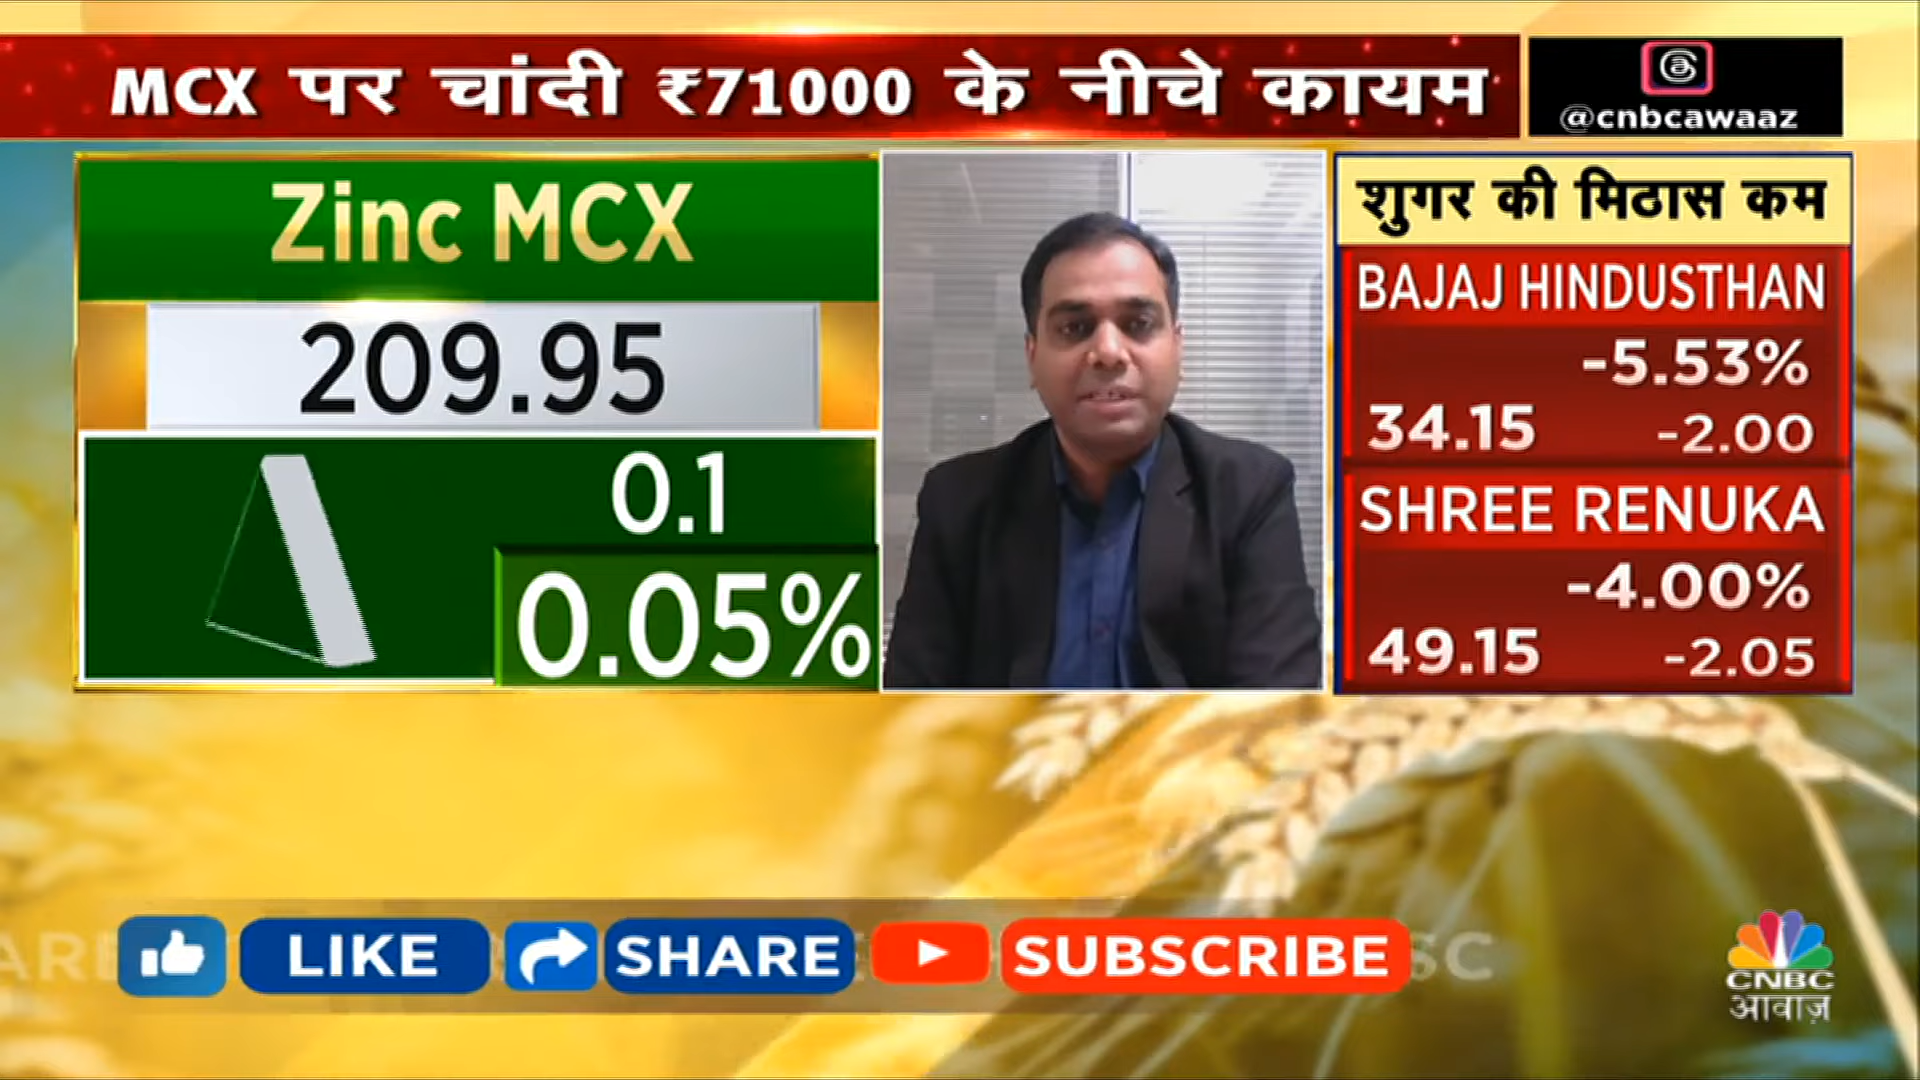 MCX पर चांदी ₹71000 के नीचे कायम
@cnbcawaaz
Zinc MCX
209.95
0.1
0.05%
शुगर की मिठास कम
BAJAJ HINDUSTHAN
-5.53%
34.15 -2.00
SHREE RENUKA
-4.00%
49.15 -2.05
LIKE SHARE SUBSCRIBE
CNBC
आवाज़